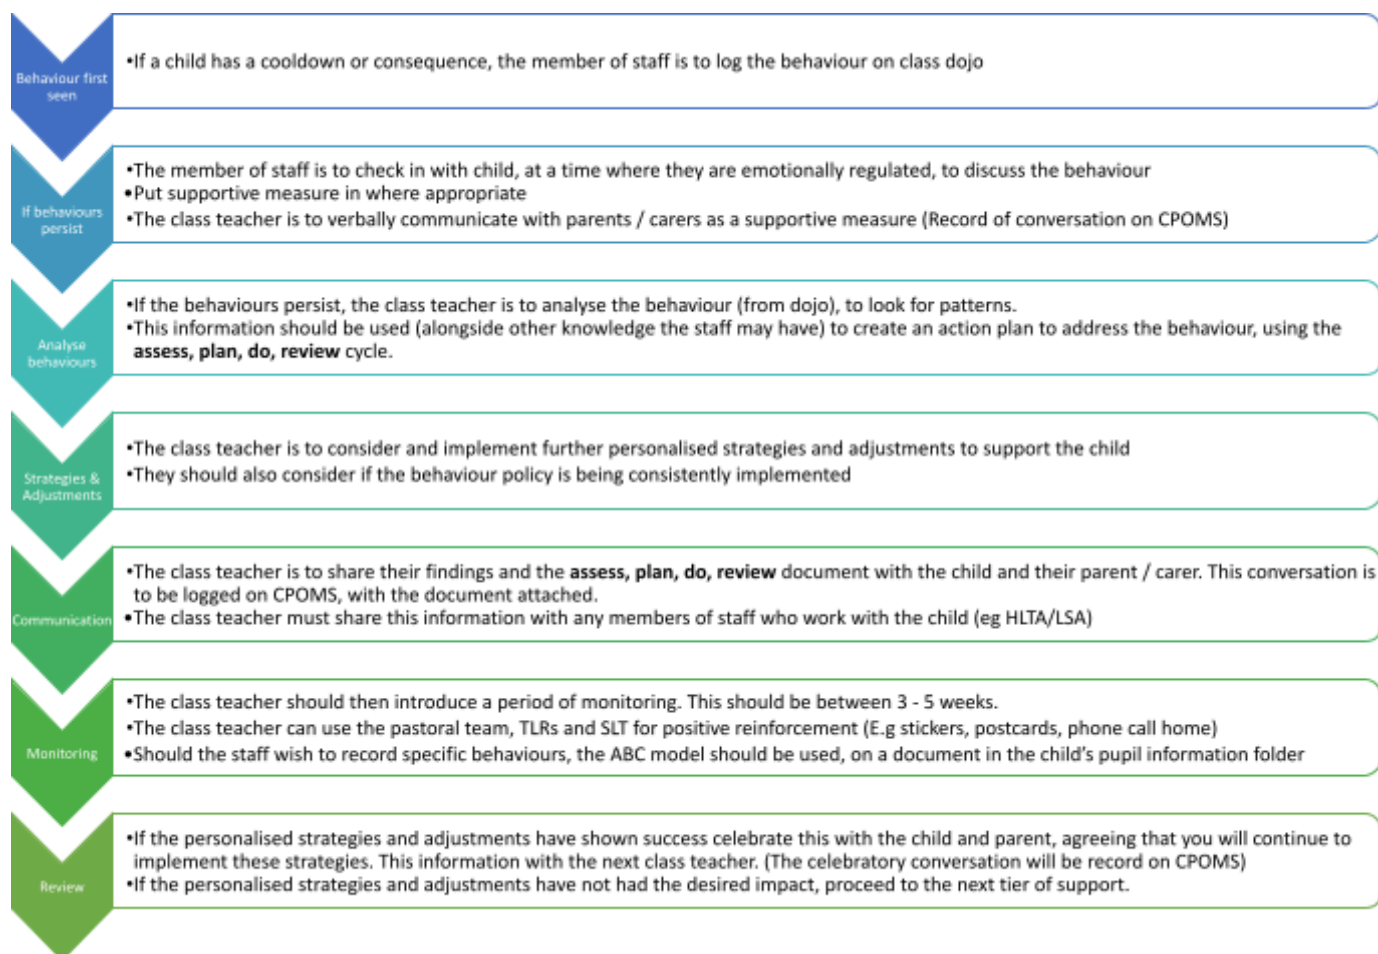 Behaviour first
seen
•If a child has a cooldown or consequence, the member of staff is to log the behaviour on class dojo
If behaviours
persist
•The member of staff is to check in with child, at a time where they are emotionally regulated, to discuss the behaviour
•Put supportive measure in where appropriate
•The class teacher is to verbally communicate with parents / carers as a supportive measure (Record of conversation on CPOMS)
Analyse
behaviours
•If the behaviours persist, the class teacher is to analyse the behaviour (from dojo), to look for patterns.
•This information should be used (alongside other knowledge the staff may have) to create an action plan to address the behaviour, using the
assess, plan, do, review cycle.
Strategies &
Adjustments
•The class teacher is to consider and implement further personalised strategies and adjustments to support the child
•They should also consider if the behaviour policy is being consistently implemented
Communication
•The class teacher is to share their findings and the assess, plan, do, review document with the child and their parent / carer. This conversation is
to be logged on CPOMS, with the document attached.
•The class teacher must share this information with any members of staff who work with the child (eg HLTA/LSA)
Monitoring
•The class teacher should then introduce a period of monitoring. This should be between 3 - 5 weeks.
•The class teacher can use the pastoral team, TLRs and SLT for positive reinforcement (E.g stickers, postcards, phone call home)
•Should the staff wish to record specific behaviours, the ABC model should be used, on a document in the child's pupil information folder
Review
•If the personalised strategies and adjustments have shown success celebrate this with the child and parent, agreeing that you will continue to
implement these strategies. This information with the next class teacher. (The celebratory conversation will be record on CPOMS)
•If the personalised strategies and adjustments have not had the desired impact, proceed to the next tier of support.